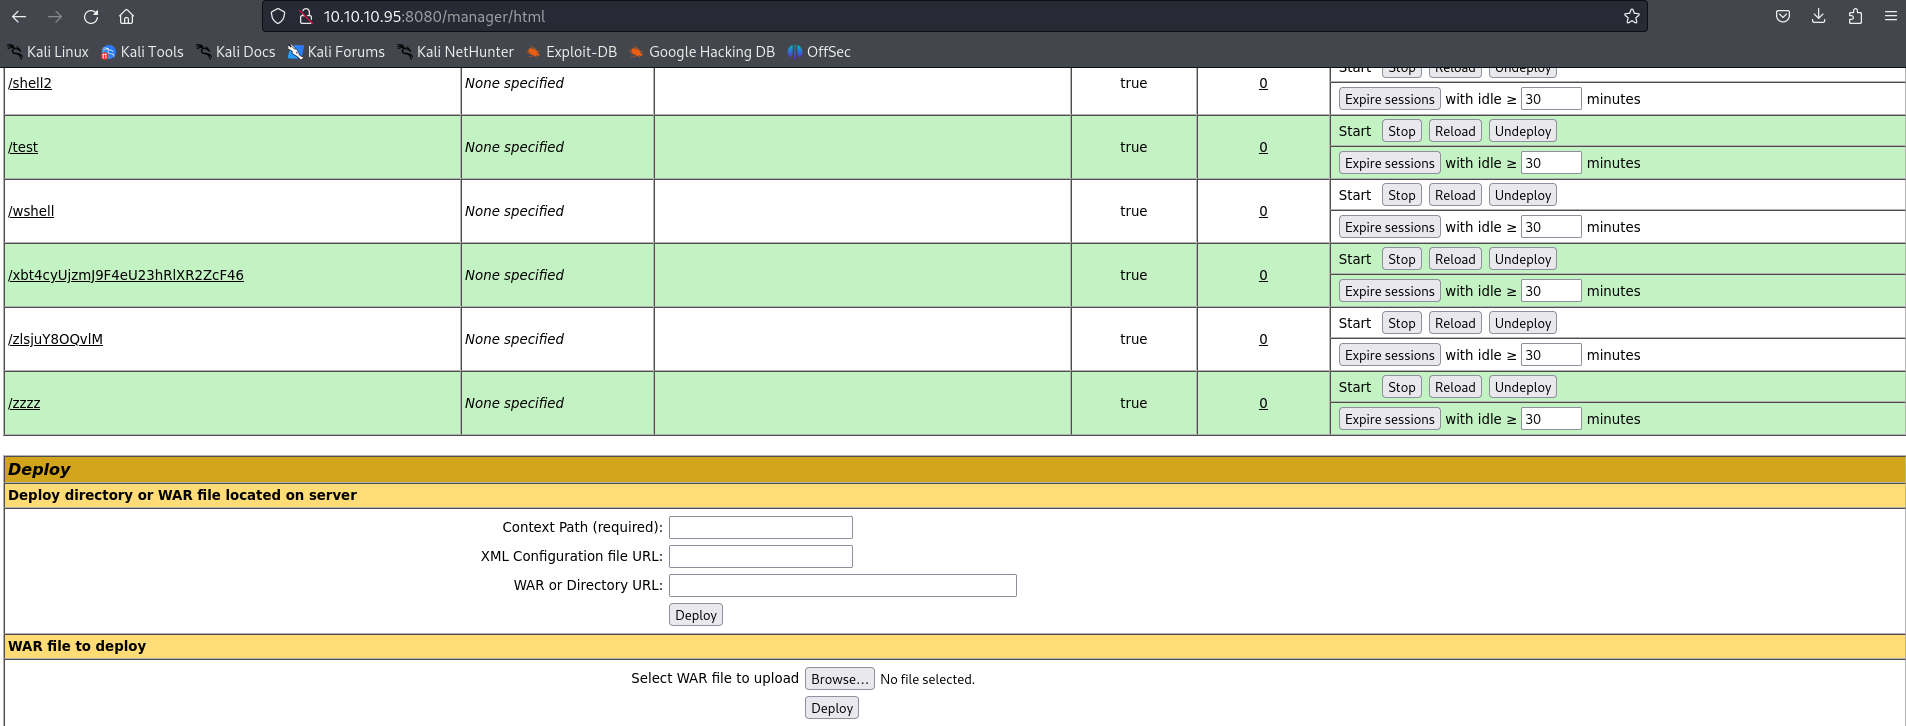 10.10.10.95:8080/manager/html
Kali Linux Kali Tools Kali Docs Kali Forums Kali NetHunter Exploit-DB Google Hacking DB OffSec
Start Stop Reload Undeploy
/shell2 None specified true 0
Expire sessions with idle ≥ 30 minutes
Start Stop Reload Undeploy
/test None specified true 0
Expire sessions with idle ≥ 30 minutes
Start Stop Reload Undeploy
/wshell None specified true 0
Expire sessions with idle ≥ 30 minutes
Start Stop Reload Undeploy
/xbt4cyUjzmJ9F4eU23hRlXR2ZcF46 None specified true 0
Expire sessions with idle ≥ 30 minutes
Start Stop Reload Undeploy
/zlsjuY8OQvlM None specified true 0
Expire sessions with idle ≥ 30 minutes
Start Stop Reload Undeploy
/zzzz None specified true 0
Expire sessions with idle ≥ 30 minutes
Deploy
Deploy directory or WAR file located on server
Context Path (required):
XML Configuration file URL:
WAR or Directory URL:
Deploy
WAR file to deploy
Select WAR file to upload Browse... No file selected.
Deploy